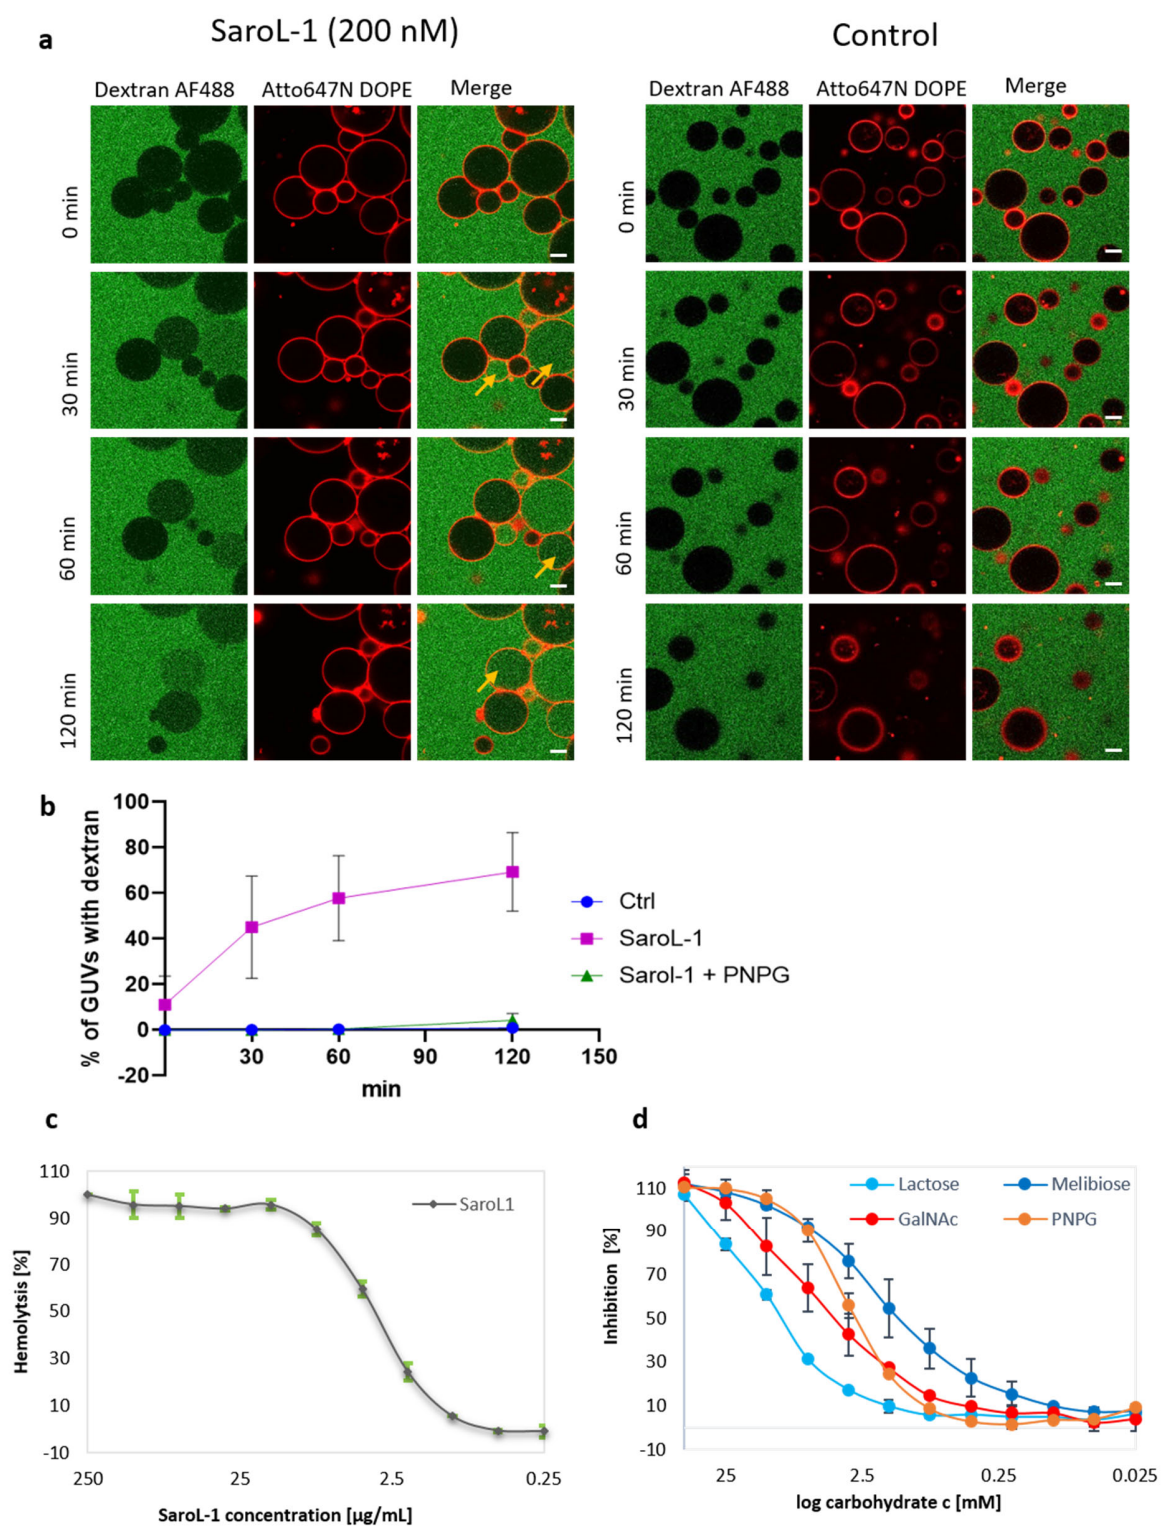 a
SaroL-1 (200 nM)
Control
Dextran AF488
Atto647N DOPE
Merge
Dextran AF488
Atto647N DOPE
Merge
0 min
30 min
60 min
120 min
0 min
30 min
60 min
120 min
b
% of GUVs with dextran
100
80
60
40
20
0
-20
30
60
90
120
150
min
Ctrl
SaroL-1
Sarol-1 + PNPG
c
Hemolytsis [%]
110
90
70
50
30
10
-10
250
25
2.5
0.25
SaroL-1 concentration [µg/mL]
SaroL1
d
Inhibition [%]
110
90
70
50
30
10
-10
25
2.5
0.25
0.025
log carbohydrate c [mM]
Lactose
Melibiose
GalNAc
PNPG